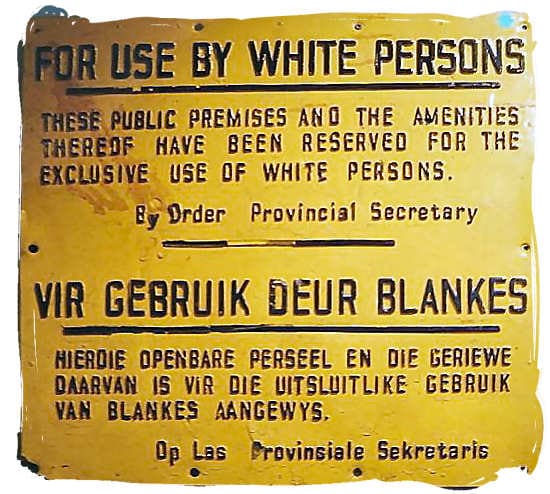 FOR USE BY WHITE PERSONS
THESE PUBLIC PREMISES AND THE AMENITIES
THEREOF HAVE BEEN RESERVED FOR THE
EXCLUSIVE USE OF WHITE PERSONS.
By Order Provincial Secretary
VIR GEBRUIK DEUR BLANKES
HIERDIE OPENBARE PERSEEL EN DIE GERIEWE
DAARVAN IS VIR DIE UITSLUITLIKE GEBRUIK
VAN BLANKES AANGEWYS.
Op Las Provinsiale Sekretaris